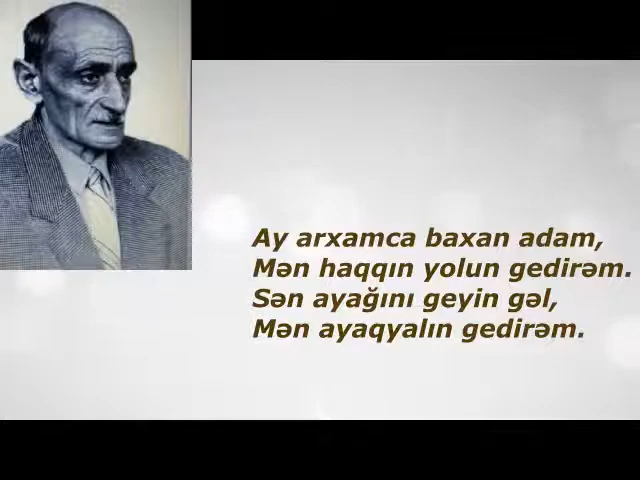 Ay arxamca baxan adam,
Mən haqqın yolun gedirəm.
Sən ayağını geyin gəl,
Mən ayaqyalın gedirəm.